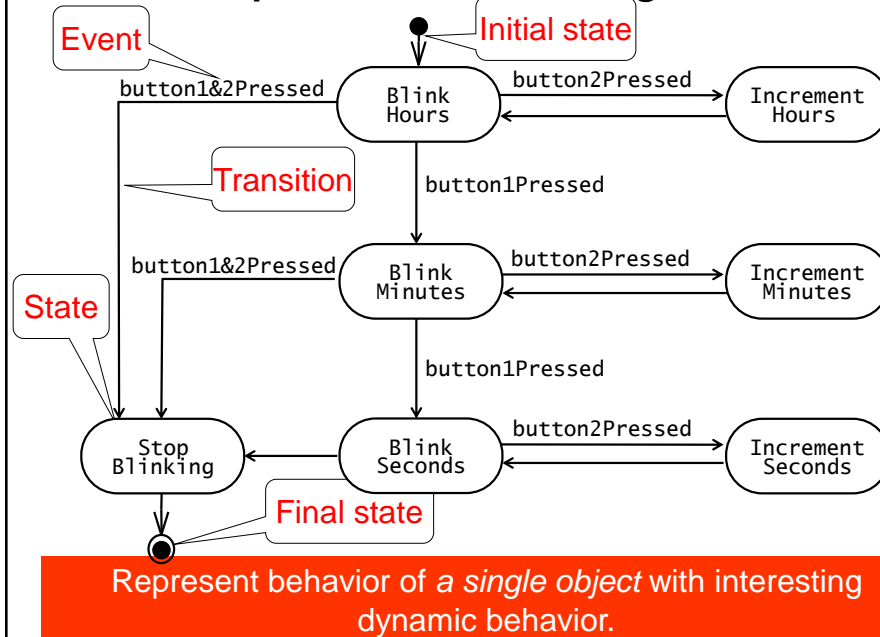 Initial state
Event
button1&2Pressed
Blink
Hours
button2Pressed
Increment
Hours
Transition
button1Pressed
button1&2Pressed
Blink
Minutes
button2Pressed
Increment
Minutes
State
button1Pressed
Stop
Blinking
Blink
Seconds
button2Pressed
Increment
Seconds
Final state
Represent behavior of a single object with interesting
dynamic behavior.